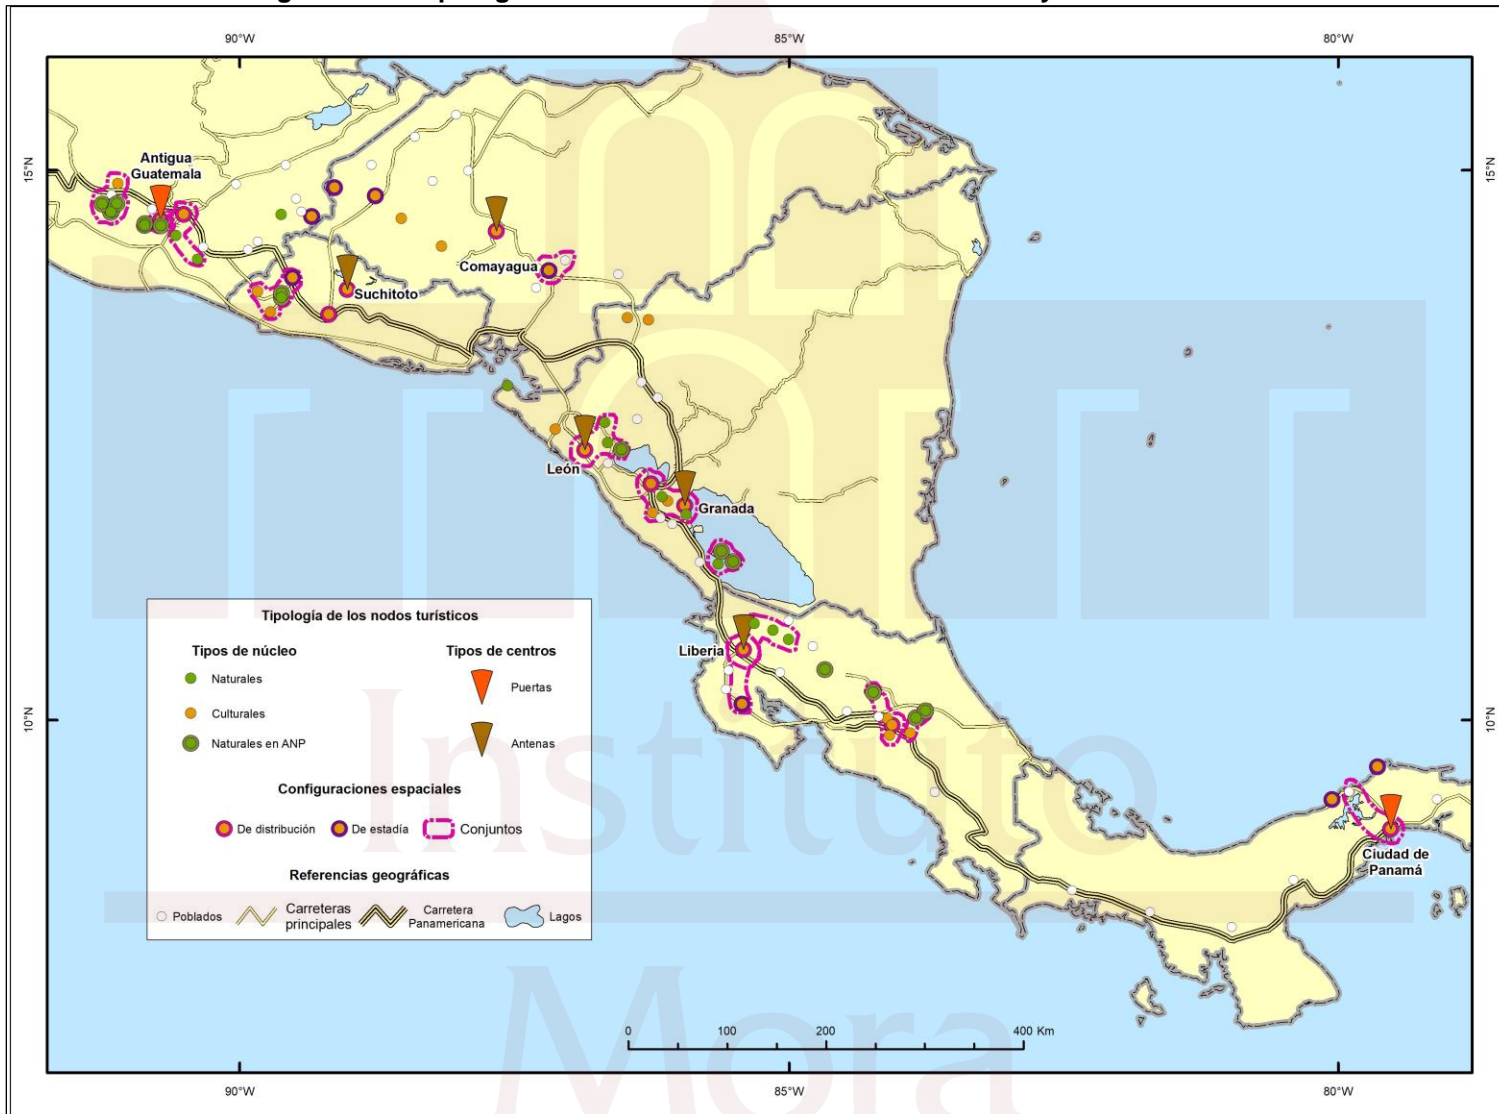 90°W 85°W 80°W
15°N 15°N
Antigua
Guatemala
Comayagua
Suchitoto
León
Granada
Liberia
10°N 10°N
Ciudad de
Panamá
Tipología de los nodos turísticos
Tipos de núcleo Tipos de centros
Naturales Puertas
Culturales
Naturales en ANP Antenas
Configuraciones espaciales
De distribución De estadía Conjuntos
Referencias geográficas
Poblados Carreteras principales Carretera Panamericana Lagos
0 100 200 400 Km
90°W 85°W 80°W
Instituto
Mora